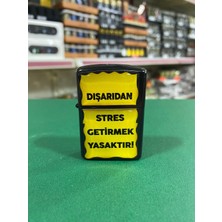 DIŞARIDAN
STRES
GETİRMEK
YASAKTIR!